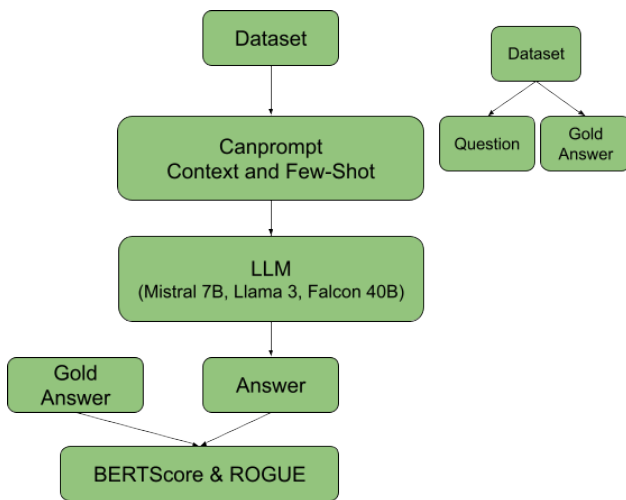 Dataset
Canprompt
Context and Few-Shot
LLM
(Mistral 7B, Llama 3, Falcon 40B)
Gold
Answer
Answer
BERTScore & ROGUE
Dataset
Question
Gold
Answer